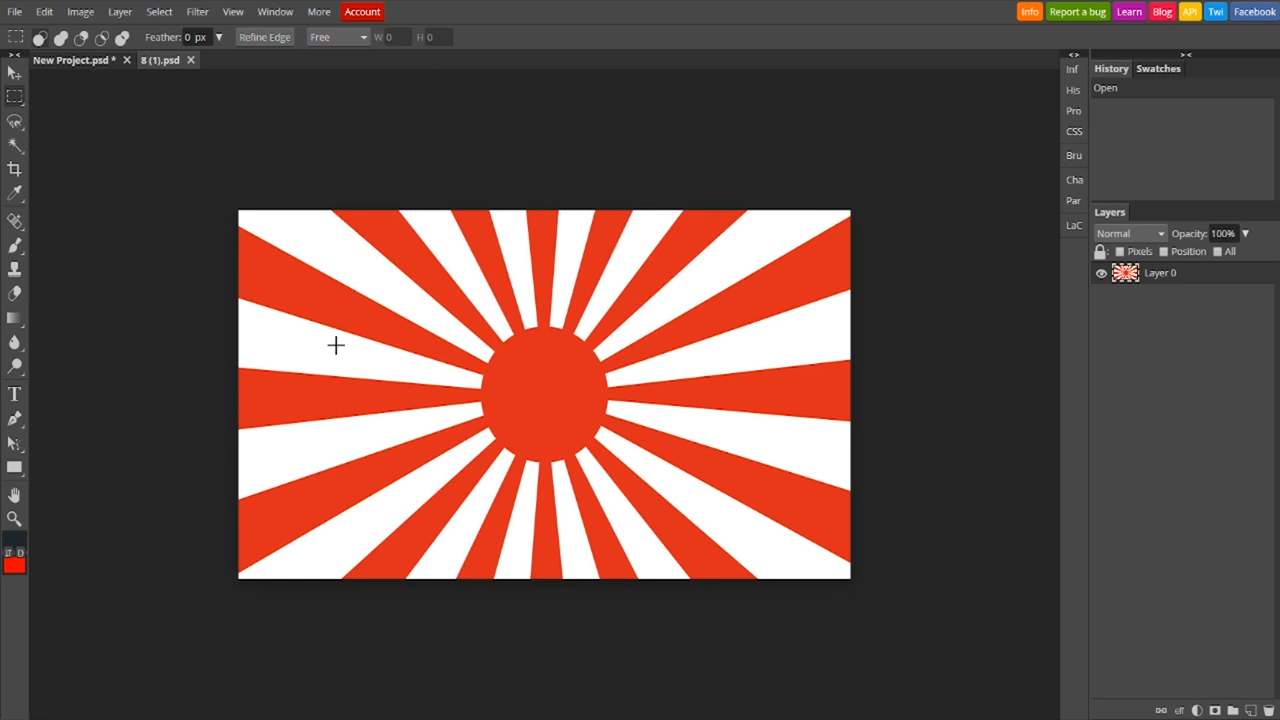 File Edit Image Layer Select Filter View Window More Account Info Report a bug Learn Blog API Twi Facebook
Feather: 0 px Refine Edge Free W 0 H 0
New Project.psd * 8 (1).psd
Inf
His
Pro
CSS
Bru
Cha
Par
LaC
History Swatches
Open
Layers
Normal Opacity: 100%
Pixels Position All
Layer 0
T
D
eff